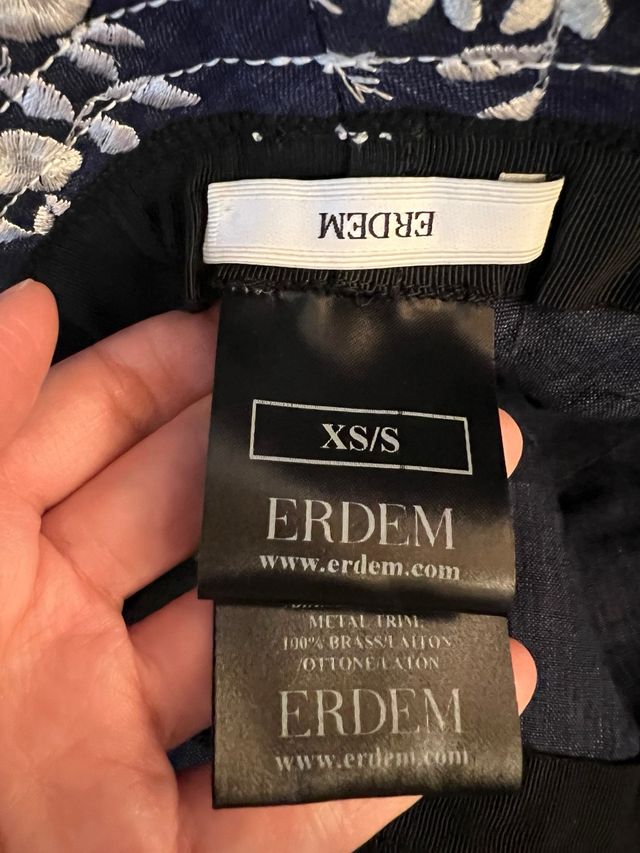 ERDEM
XS/S
ERDEM
www.erdem.com
METAL TRIM:
100% BRASS/LAITON
/OTTONE/LATON
ERDEM
www.erdem.com